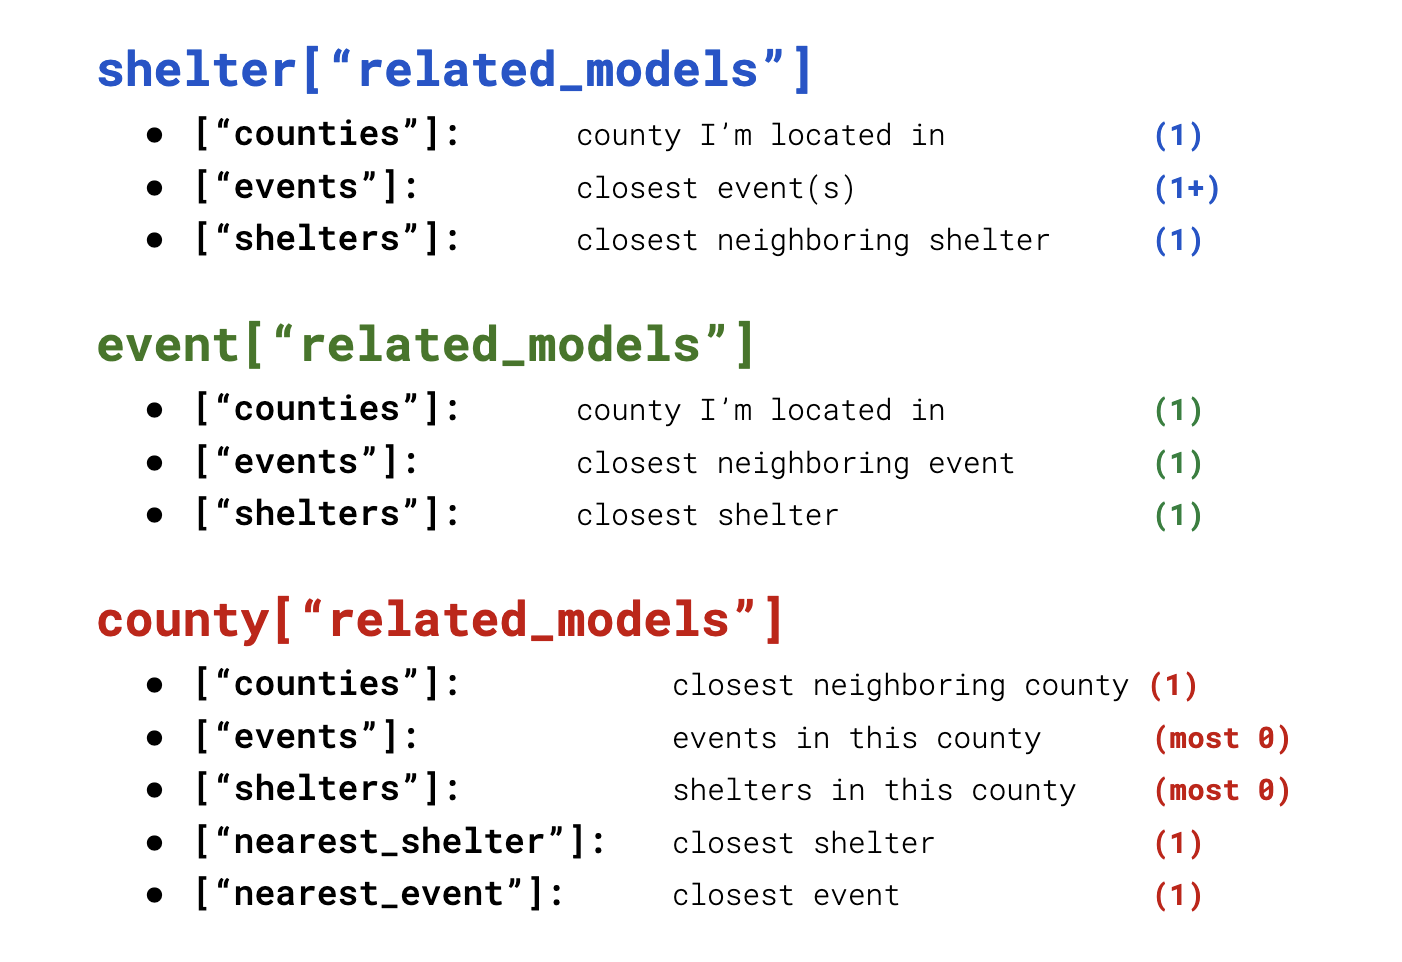 shelter[“related_models”]
● [“counties”]: county I’m located in (1)
● [“events”]: closest event(s) (1+)
● [“shelters”]: closest neighboring shelter (1)
event[“related_models”]
● [“counties”]: county I’m located in (1)
● [“events”]: closest neighboring event (1)
● [“shelters”]: closest shelter (1)
county[“related_models”]
● [“counties”]: closest neighboring county (1)
● [“events”]: events in this county (most 0)
● [“shelters”]: shelters in this county (most 0)
● [“nearest_shelter”]: closest shelter (1)
● [“nearest_event”]: closest event (1)